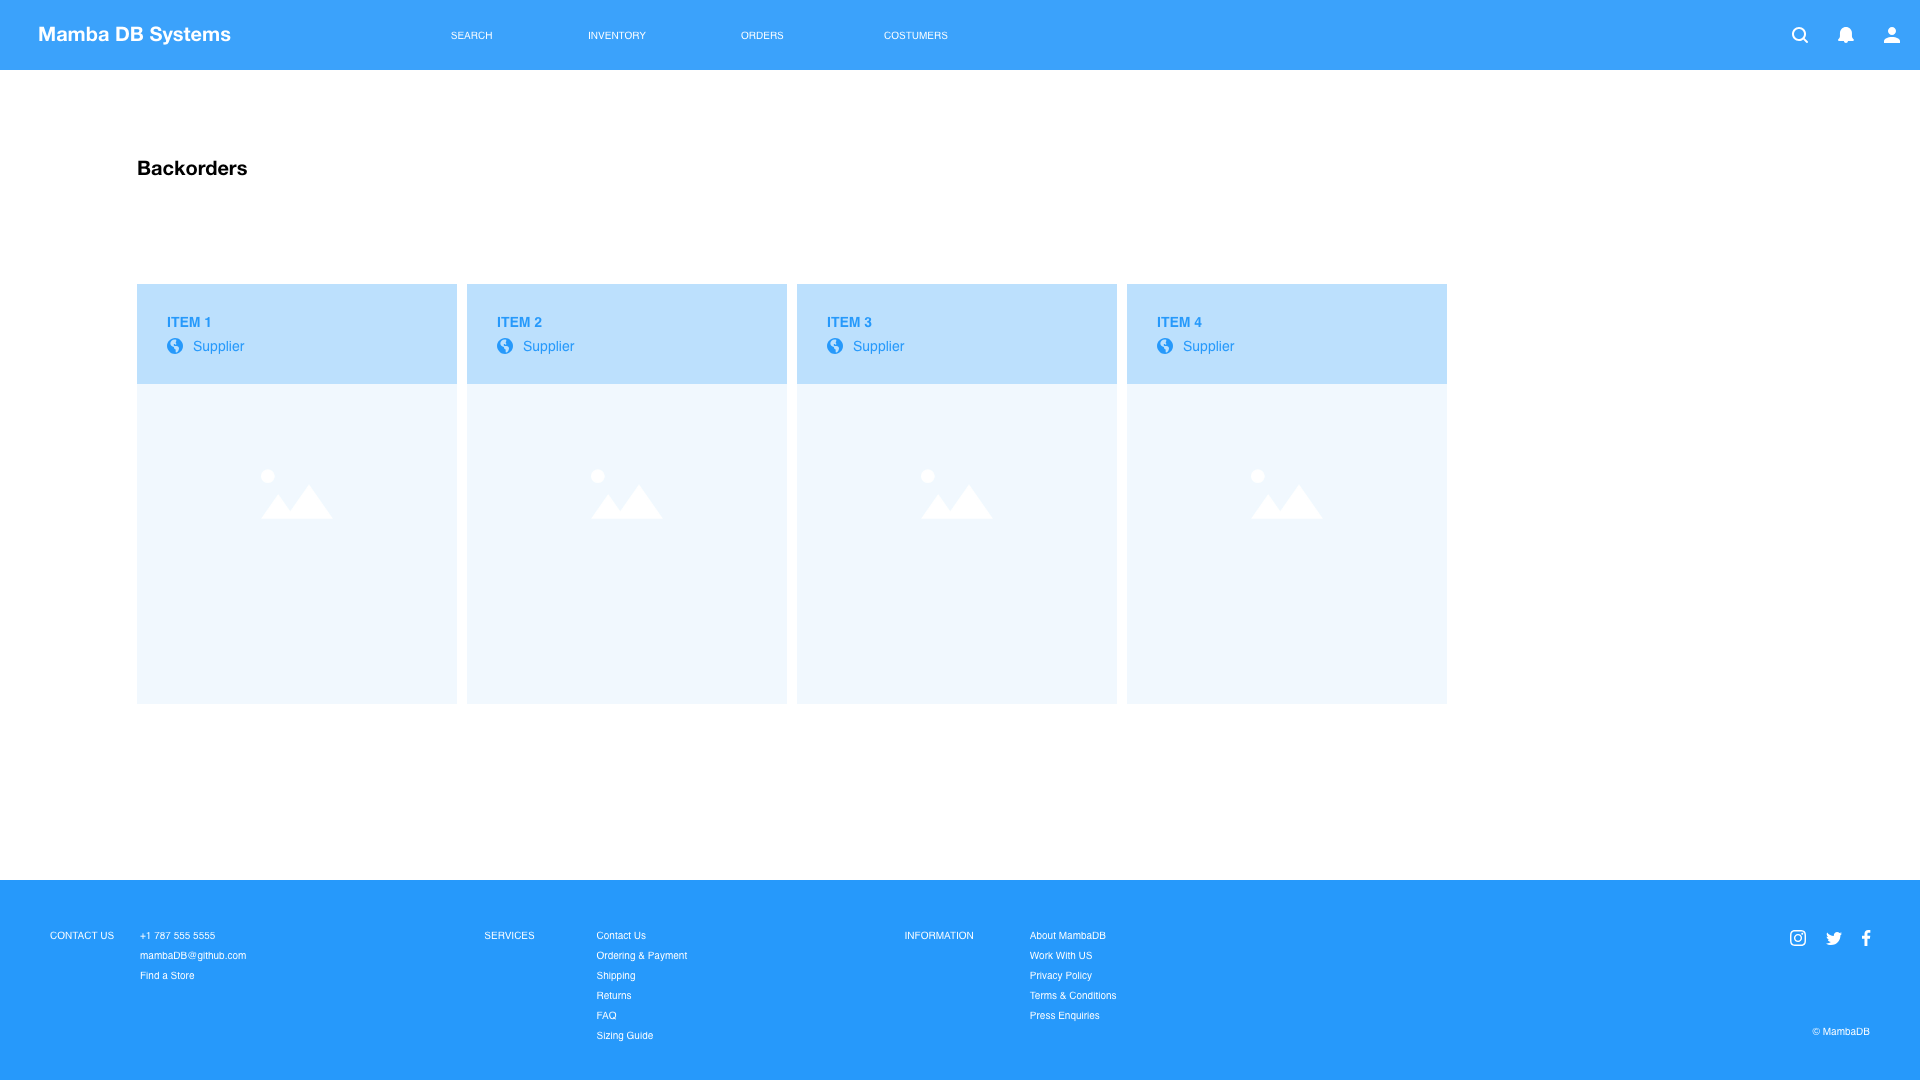 Mamba DB Systems
SEARCH
INVENTORY
ORDERS
COSTUMERS
Backorders
ITEM 1
Supplier
ITEM 2
Supplier
ITEM 3
Supplier
ITEM 4
Supplier
CONTACT US
+1 787 555 5555
mambaDB@github.com
Find a Store
SERVICES
Contact Us
Ordering & Payment
Shipping
Returns
FAQ
Sizing Guide
INFORMATION
About MambaDB
Work With US
Privacy Policy
Terms & Conditions
Press Enquiries
© MambaDB